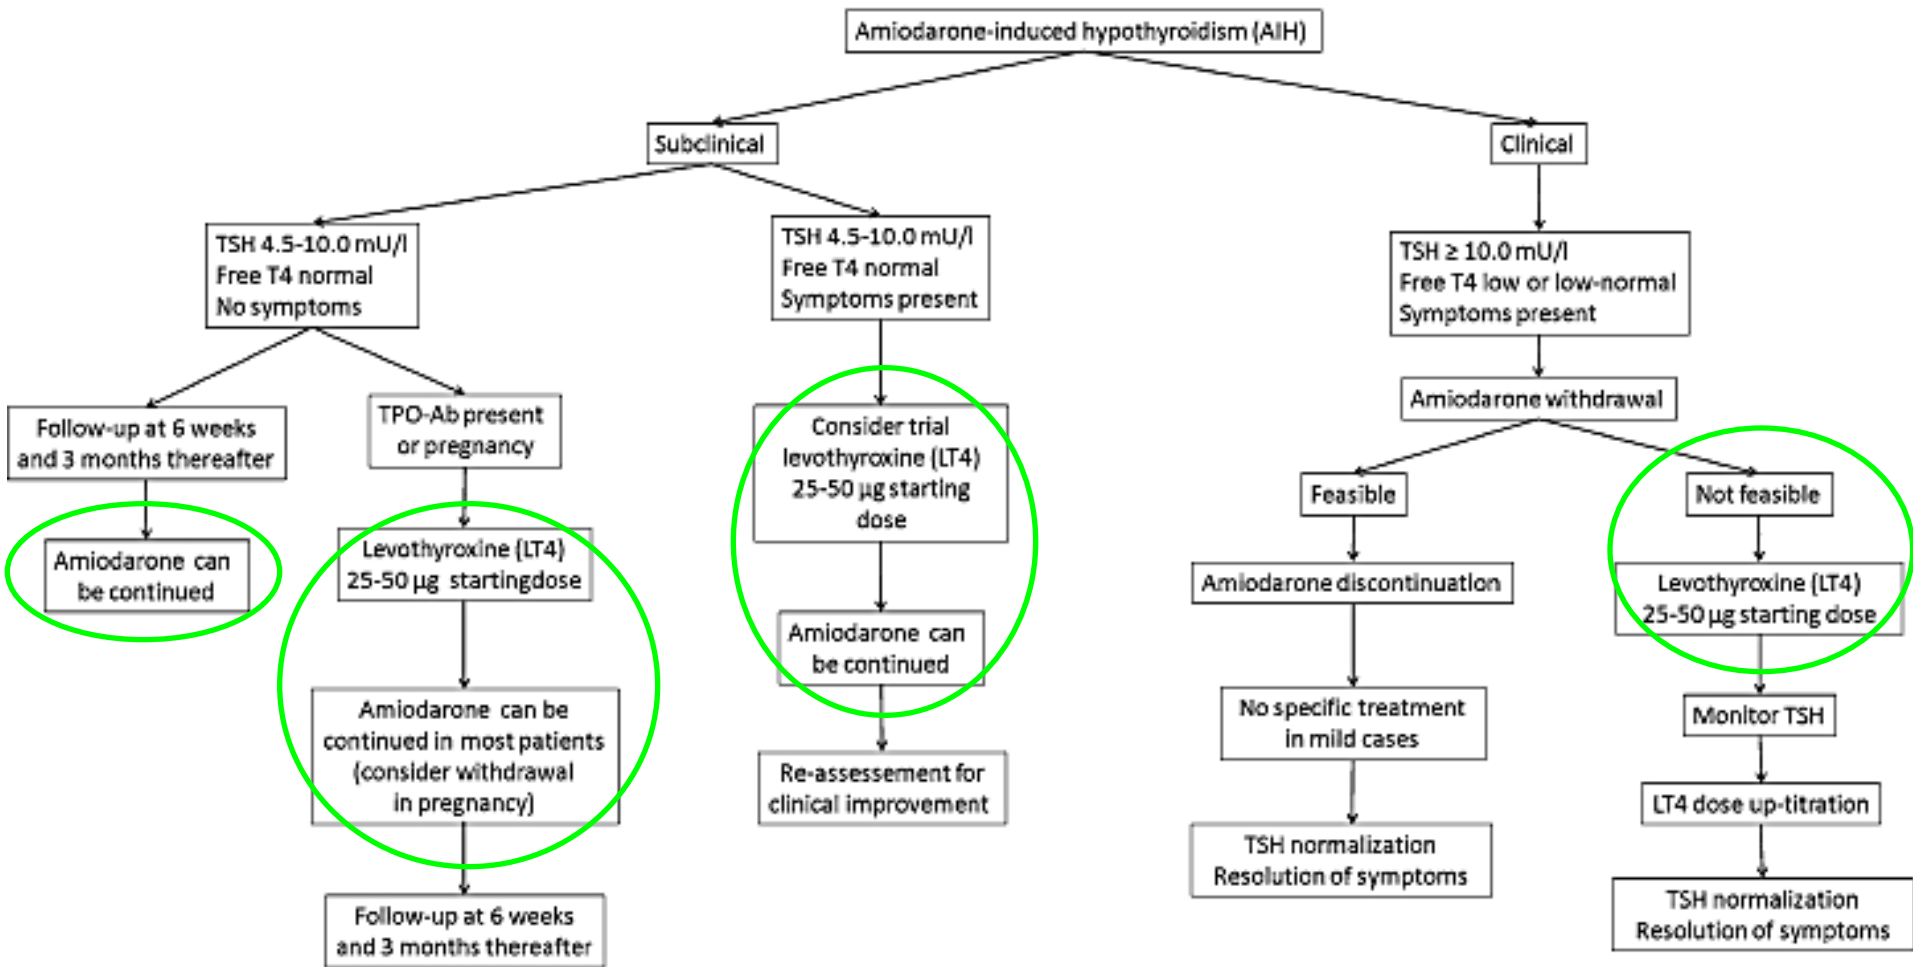 Amiodarone-induced hypothyroidism (AIH)
Subclinical
Clinical
TSH 4.5-10.0 mU/l
Free T4 normal
No symptoms
TSH 4.5-10.0 mU/l
Free T4 normal
Symptoms present
TSH ≥ 10.0 mU/l
Free T4 low or low-normal
Symptoms present
Follow-up at 6 weeks
and 3 months thereafter
TPO-Ab present
or pregnancy
Consider trial
levothyroxine (LT4)
25-50 µg starting
dose
Amiodarone withdrawal
Feasible
Not feasible
Amiodarone can
be continued
Levothyroxine (LT4)
25-50 µg startingdose
Amiodarone can
be continued
Amiodarone discontinuation
Levothyroxine (LT4)
25-50 µg starting dose
Amiodarone can be
continued in most patients
(consider withdrawal
in pregnancy)
Re-assessement for
clinical improvement
No specific treatment
in mild cases
Monitor TSH
LT4 dose up-titration
Follow-up at 6 weeks
and 3 months thereafter
TSH normalization
Resolution of symptoms
TSH normalization
Resolution of symptoms